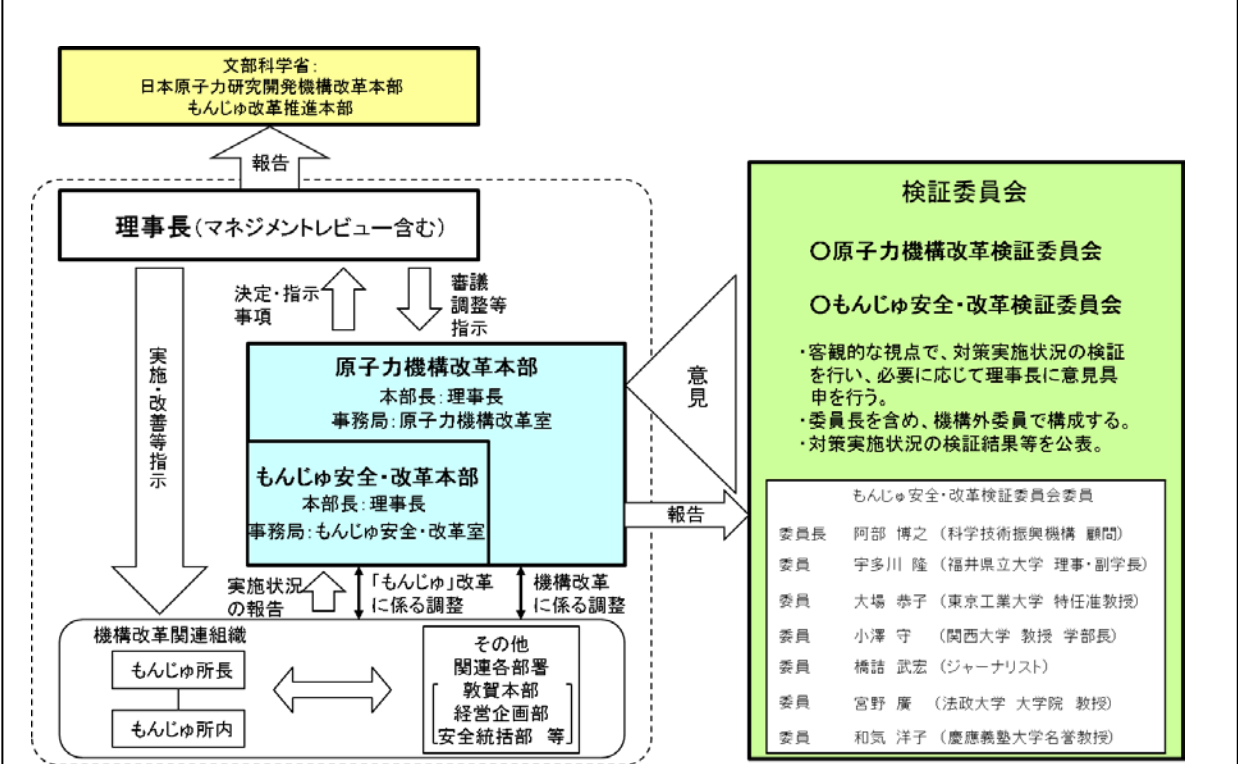 文部科学省:
日本原子力研究開発機構改革本部
もんじゅ改革推進本部
報告
理事長(マネジメントレビュー含む)
決定・指示
事項
審議
調整等
指示
実施・改善等指示
原子力機構改革本部
本部長:理事長
事務局:原子力機構改革室
もんじゅ安全・改革本部
本部長:理事長
事務局:もんじゅ安全・改革室
意見
報告
実施状況
の報告
「もんじゅ」改革
に係る調整
機構改革
に係る調整
機構改革関連組織
もんじゅ所長
もんじゅ所内
その他
関連各部署
敦賀本部
経営企画部
安全統括部 等
検証委員会
○原子力機構改革検証委員会
○もんじゅ安全・改革検証委員会
・客観的な視点で、対策実施状況の検証
を行い、必要に応じて理事長に意見具
申を行う。
・委員長を含め、機構外委員で構成する。
・対策実施状況の検証結果等を公表。
もんじゅ安全・改革検証委員会委員
委員長 阿部 博之 (科学技術振興機構 顧問)
委員 宇多川 隆 (福井県立大学 理事・副学長)
委員 大場 恭子 (東京工業大学 特任准教授)
委員 小澤 守 (関西大学 教授 学部長)
委員 橋詰 武宏 (ジャーナリスト)
委員 宮野 廣 (法政大学 大学院 教授)
委員 和気 洋子 (慶應義塾大学名誉教授)